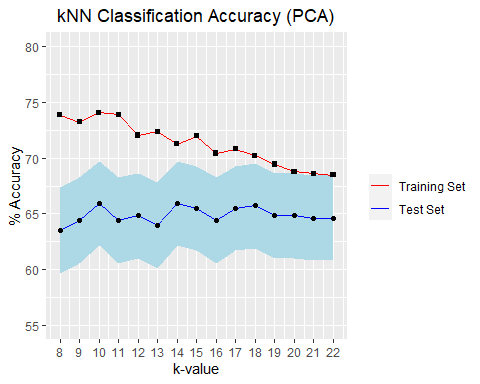 kNN Classification Accuracy (PCA)
% Accuracy
80
75
70
65
60
55
8 9 10 11 12 13 14 15 16 17 18 19 20 21 22
k-value
Training Set
Test Set